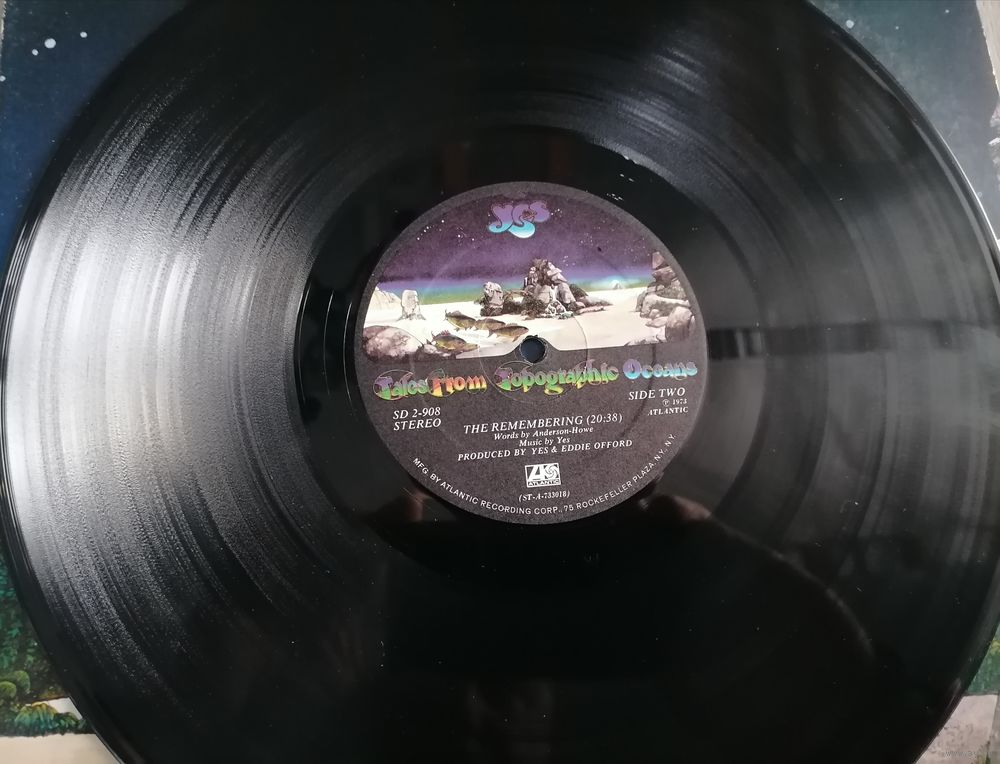 yes
Tales From Topographic Oceans
SD 2-908
STEREO
SIDE TWO
℗ 1973
ATLANTIC
THE REMEMBERING (20:38)
Words by Anderson-Howe
Music by Yes
PRODUCED BY YES & EDDIE OFFORD
ATLANTIC
(ST-A-733018)
MFG. BY ATLANTIC RECORDING CORP., 75 ROCKEFELLER PLAZA, N.Y. N.Y.